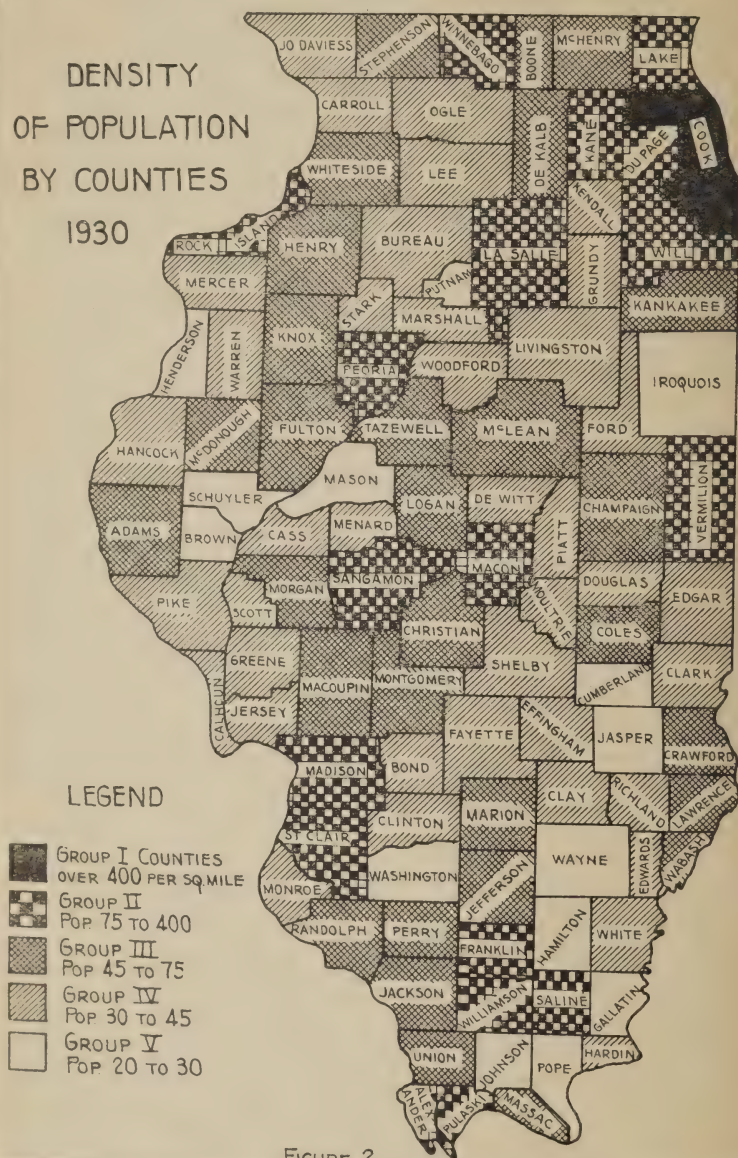 DENSITY
OF POPULATION
BY COUNTIES
1930
JO DAVIESS
STEPHENSON
WINNEBAGO
BOONE
McHENRY
LAKE
CARROLL
OGLE
DE KALB
KANE
DU PAGE
COOK
WHITESIDE
LEE
KENDALL
ROCK ISLAND
HENRY
BUREAU
LA SALLE
GRUNDY
WILL
MERCER
PUTNAM
KANKAKEE
HENDERSON
WARREN
KNOX
STARK
MARSHALL
LIVINGSTON
IROQUOIS
PEORIA
WOODFORD
HANCOCK
McDONOUGH
FULTON
TAZEWELL
McLEAN
FORD
SCHUYLER
MASON
LOGAN
DE WITT
CHAMPAIGN
VERMILION
ADAMS
BROWN
CASS
MENARD
PIATT
MACON
PIKE
SCOTT
MORGAN
SANGAMON
MOULTRIE
DOUGLAS
EDGAR
CHRISTIAN
COLES
CALHOUN
GREENE
JERSEY
MACOUPIN
MONTGOMERY
SHELBY
CUMBERLAND
CLARK
FAYETTE
EFFINGHAM
JASPER
CRAWFORD
MADISON
BOND
CLAY
RICHLAND
LAWRENCE
ST CLAIR
CLINTON
MARION
WAYNE
EDWARDS
WABASH
MONROE
WASHINGTON
JEFFERSON
RANDOLPH
PERRY
FRANKLIN
HAMILTON
WHITE
JACKSON
WILLIAMSON
SALINE
GALLATIN
UNION
JOHNSON
POPE
HARDIN
ALEX
ANDER
PULASKI
MASSAC
LEGEND
GROUP I COUNTIES
OVER 400 PER SQ.MILE
GROUP II
POP 75 TO 400
GROUP III
POP 45 TO 75
GROUP IV
POP. 30 TO 45
GROUP V
POP 20 TO 30
FIGURE 2